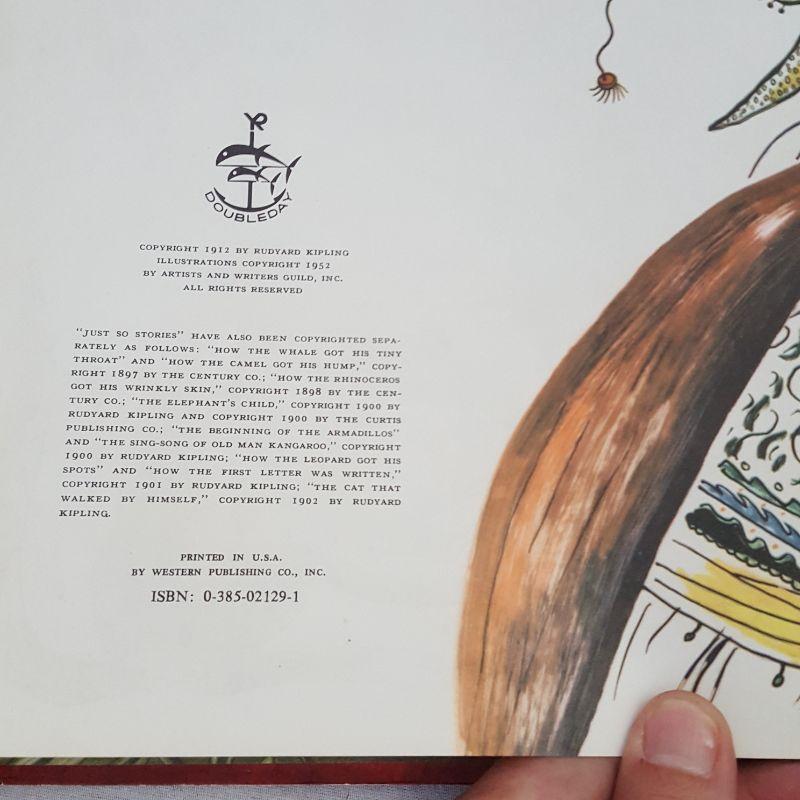 DOUBLEDAY
COPYRIGHT 1912 BY RUDYARD KIPLING
ILLUSTRATIONS COPYRIGHT 1952
BY ARTISTS AND WRITERS GUILD, INC.
ALL RIGHTS RESERVED
"JUST SO STORIES" HAVE ALSO BEEN COPYRIGHTED SEPA-
RATELY AS FOLLOWS: "HOW THE WHALE GOT HIS TINY
THROAT" AND "HOW THE CAMEL GOT HIS HUMP," COPY-
RIGHT 1897 BY THE CENTURY CO.; "HOW THE RHINOCEROS
GOT HIS WRINKLY SKIN," COPYRIGHT 1898 BY THE CEN-
TURY CO.; "THE ELEPHANT'S CHILD," COPYRIGHT 1900 BY
RUDYARD KIPLING AND COPYRIGHT 1900 BY THE CURTIS
PUBLISHING CO.; "THE BEGINNING OF THE ARMADILLOS"
AND "THE SING-SONG OF OLD MAN KANGAROO," COPYRIGHT
1900 BY RUDYARD KIPLING; "HOW THE LEOPARD GOT HIS
SPOTS" AND "HOW THE FIRST LETTER WAS WRITTEN,"
COPYRIGHT 1901 BY RUDYARD KIPLING; "THE CAT THAT
WALKED BY HIMSELF," COPYRIGHT 1902 BY RUDYARD
KIPLING.
PRINTED IN U.S.A.
BY WESTERN PUBLISHING CO., INC.
ISBN: 0-385-02129-1